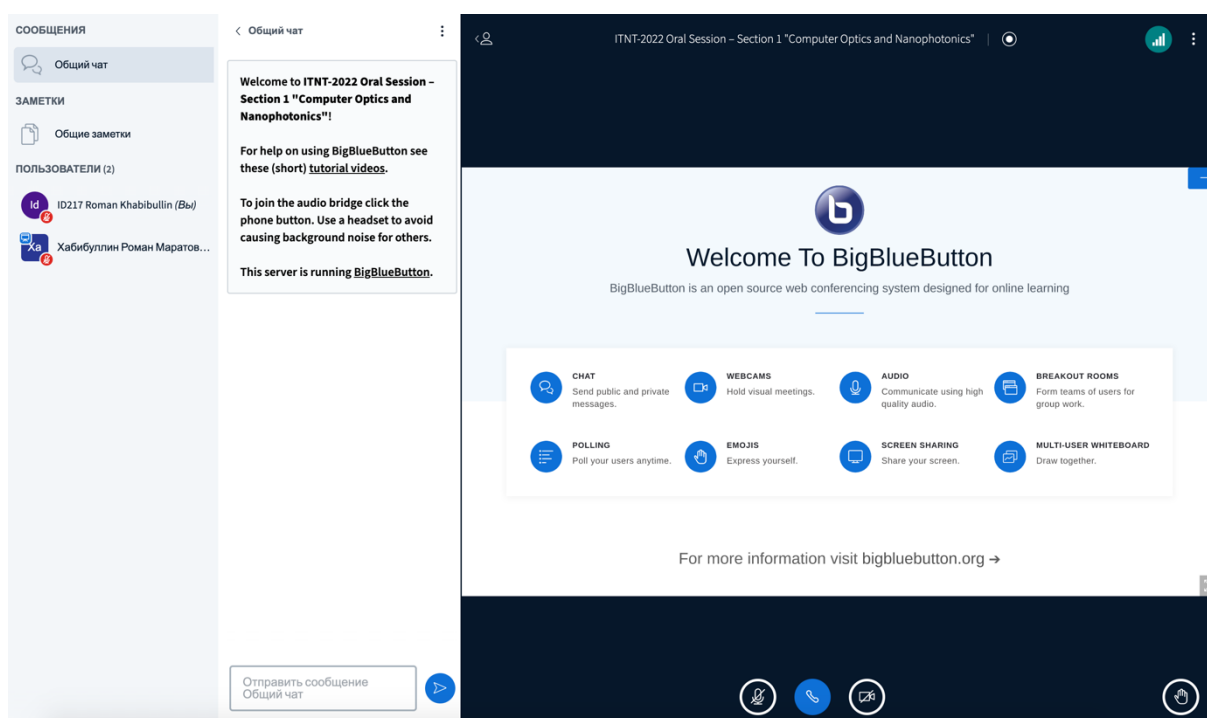 СООБЩЕНИЯ
Общий чат
ЗАМЕТКИ
Общие заметки
ПОЛЬЗОВАТЕЛИ (2)
Id
ID217 Roman Khabibullin (Вы)
Ха
Хабибуллин Роман Маратов...
Общий чат
Welcome to ITNT-2022 Oral Session –
Section 1 "Computer Optics and
Nanophotonics"!
For help on using BigBlueButton see
these (short) tutorial videos.
To join the audio bridge click the
phone button. Use a headset to avoid
causing background noise for others.
This server is running BigBlueButton.
Отправить сообщение
Общий чат
ITNT-2022 Oral Session – Section 1 "Computer Optics and Nanophotonics"
b
Welcome To BigBlueButton
BigBlueButton is an open source web conferencing system designed for online learning
CHAT
Send public and private
messages.
WEBCAMS
Hold visual meetings.
AUDIO
Communicate using high
quality audio.
BREAKOUT ROOMS
Form teams of users for
group work.
POLLING
Poll your users anytime.
EMOJIS
Express yourself.
SCREEN SHARING
Share your screen.
MULTI-USER WHITEBOARD
Draw together.
For more information visit bigbluebutton.org →